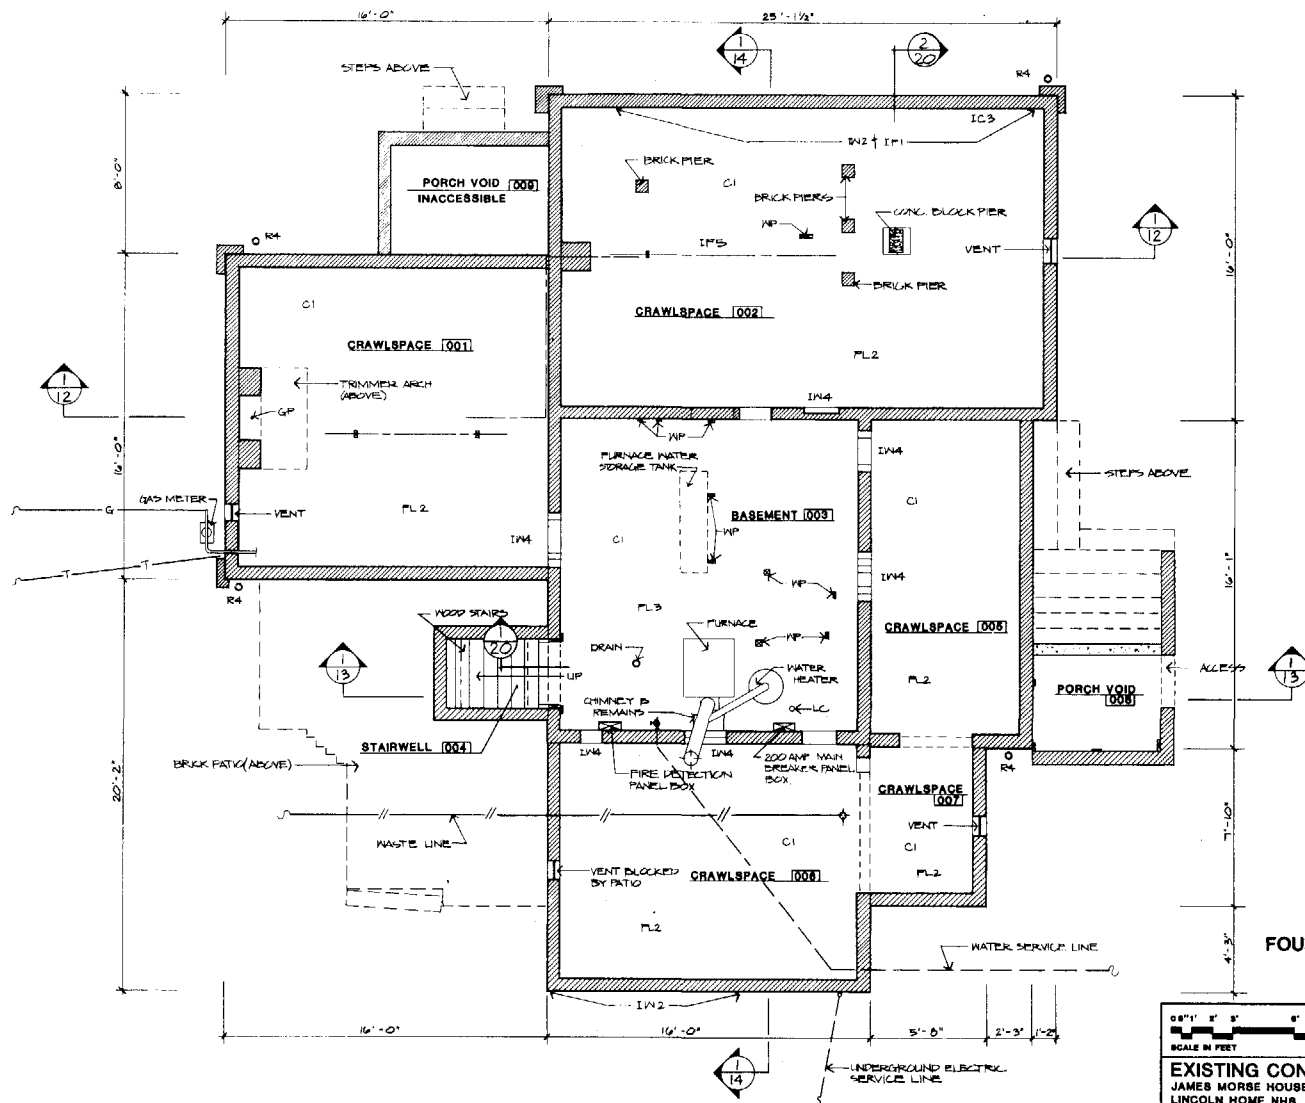 16'-0"
25'-1½"
1
14
2
20
STEPS ABOVE
R4
IC3
IW2 + IF1
8'-0"
BRICK PIER
C1
PORCH VOID 009
INACCESSIBLE
BRICK PIERS
CONC. BLOCK PIER
WP
1
12
R4
IF5
VENT
16'-0"
BRICK PIER
C1
CRAWLSPACE 002
CRAWLSPACE 001
FL2
1
12
TRIMMER ARCH
(ABOVE)
IW4
GP
WP
16'-0"
FURNACE WATER
STORAGE TANK
IW4
STEPS ABOVE
GAS METER
C1
G
VENT
FL2
BASEMENT 003
WP
IW4
C1
T
T
WP
IW4
16'-1"
R4
FL3
WOOD STAIRS
FURNACE
CRAWLSPACE 005
1
20
DRAIN
WP
1
13
UP
WATER
HEATER
FL2
ACCESS
1
13
CHIMNEY B
REMAINS
LC
PORCH VOID
008
STAIRWELL 004
IW4
IW4
200 AMP MAIN
BREAKER PANEL
BOX
R4
BRICK PATIO (ABOVE)
FIRE DETECTION
PANEL BOX
20'-2"
CRAWLSPACE
007
VENT
7'-10"
WASTE LINE
C1
C1
VENT BLOCKED
BY PATIO
CRAWLSPACE 006
FL2
FL2
WATER SERVICE LINE
FOU
4'-3"
IW2
16'-0"
16'-0"
5'-8"
2'-3"
1'-2"
SCALE IN FEET
1
14
UNDERGROUND ELECTRIC
SERVICE LINE
EXISTING CON
JAMES MORSE HOUSE
LINCOLN HOME NHS